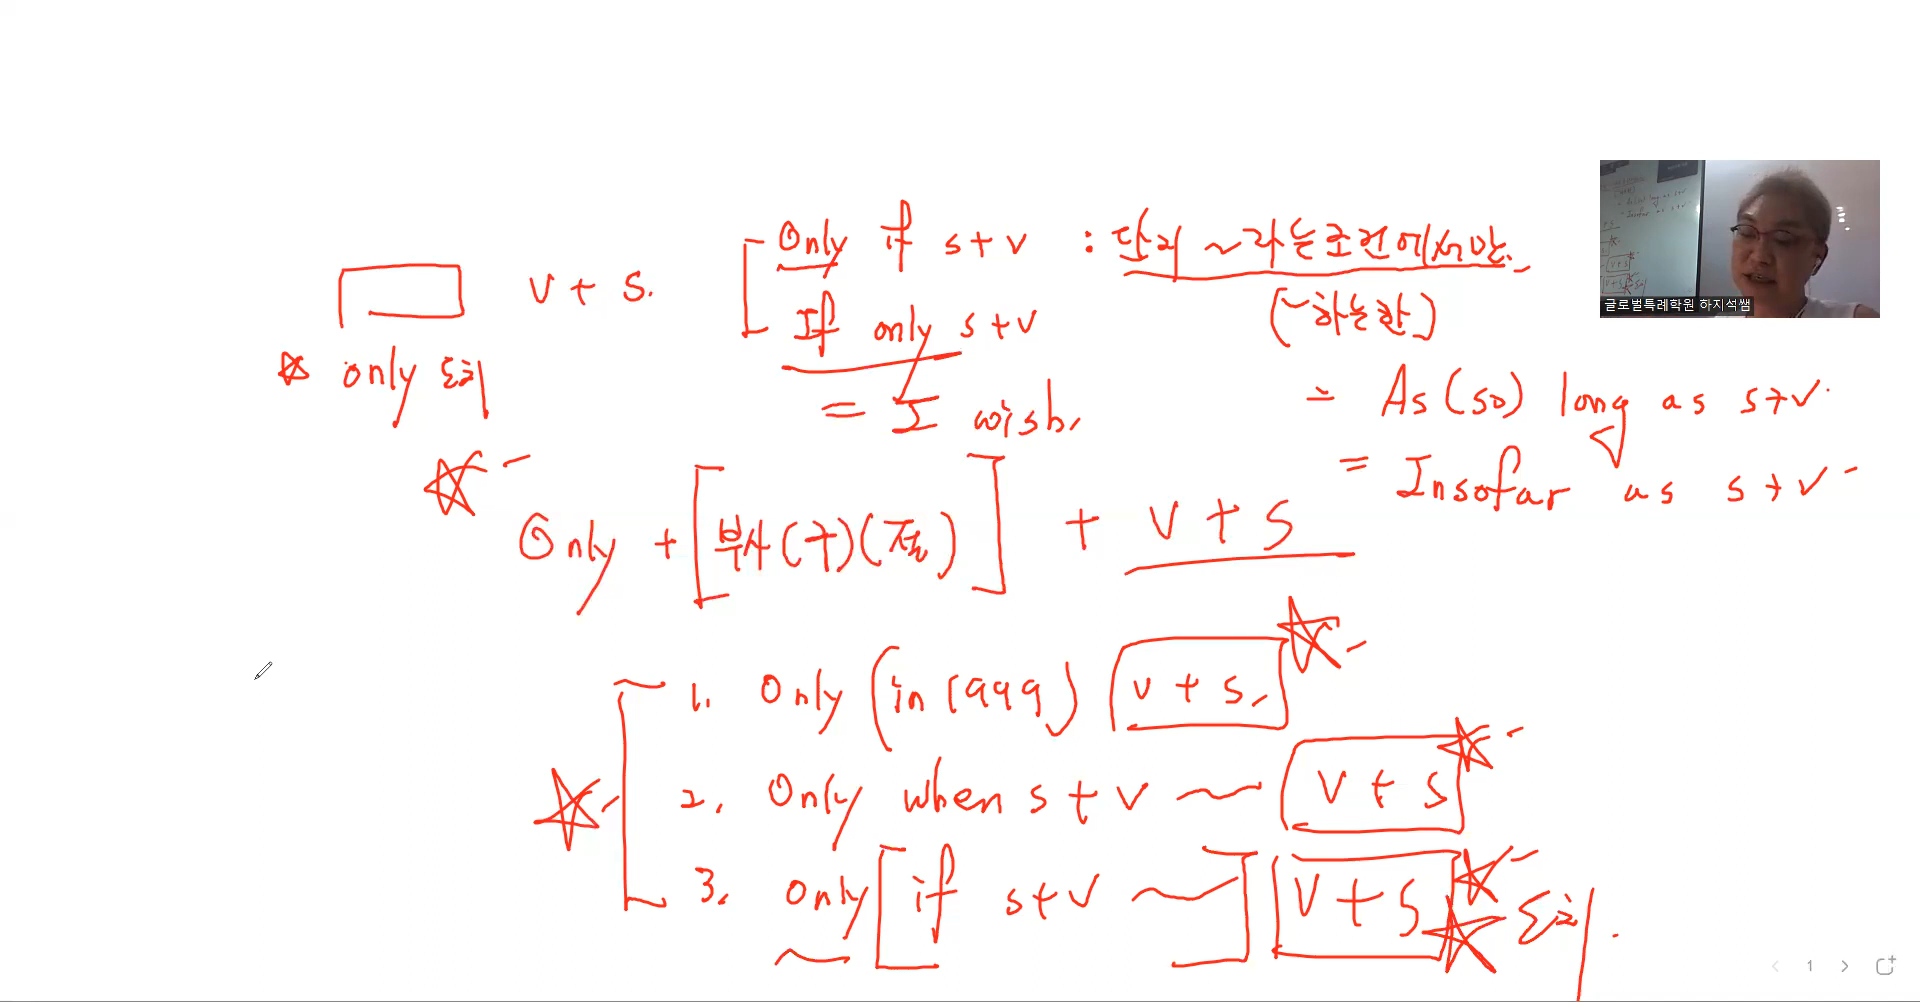 Only if s+v : 단지 ~라는조건에서만.
V + S.
If only s+v
(~하는한)
☆ only 도치
= I wish.
= As (so) long as s+v.
= Insofar as s+v
☆ Only + [부사(구)(절)] + V + S
1. Only (in 1999) v + s. ☆
2. Only when s + v ~ V + S ☆
☆ 3. Only [if s+v ~] V + S ☆ ☆ 도치.
글로벌특례학원 하지석쌤
1